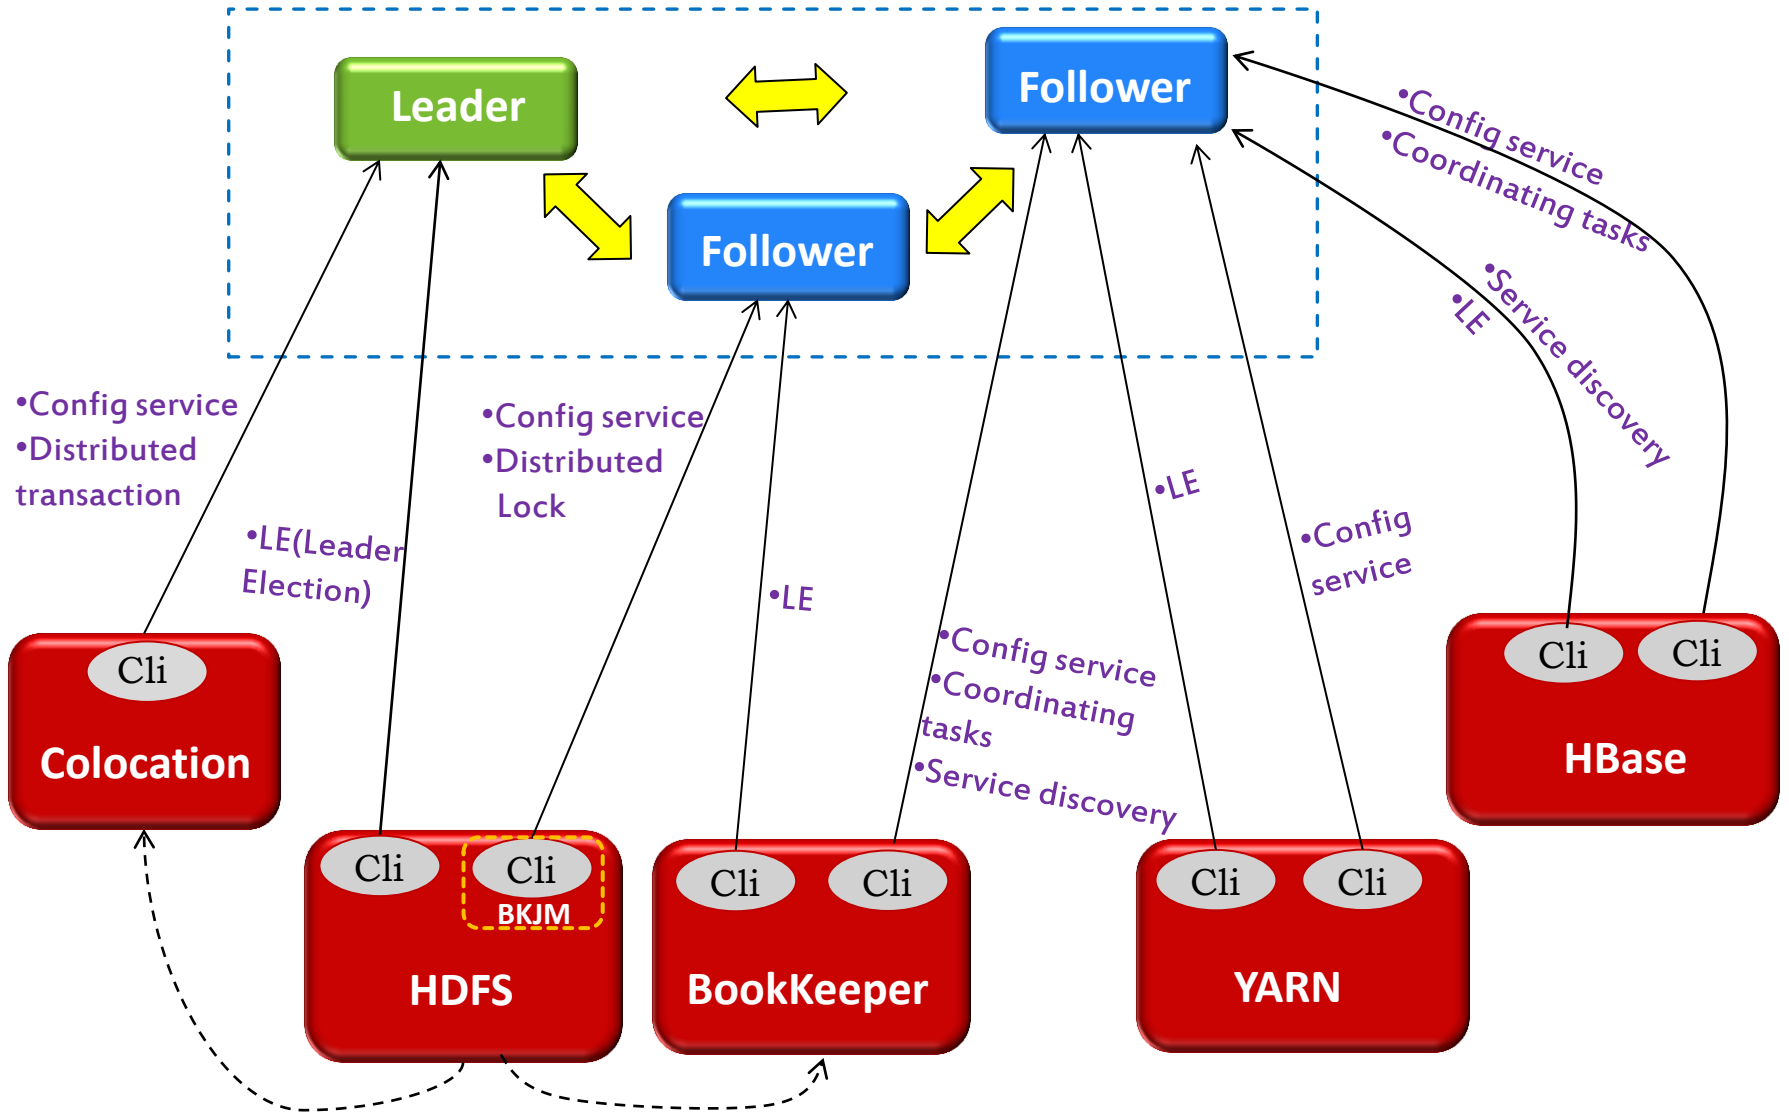 Leader
Follower
Follower
•Config service
•Coordinating tasks
•Service discovery
•LE
•Config service
•Distributed
transaction
•LE(Leader
Election)
•Config service
•Distributed
Lock
•LE
•Config service
•Coordinating
tasks
•Service discovery
•LE
•Config
service
Cli
Colocation
Cli
Cli
BKJM
HDFS
Cli
Cli
BookKeeper
Cli
Cli
YARN
Cli
Cli
HBase